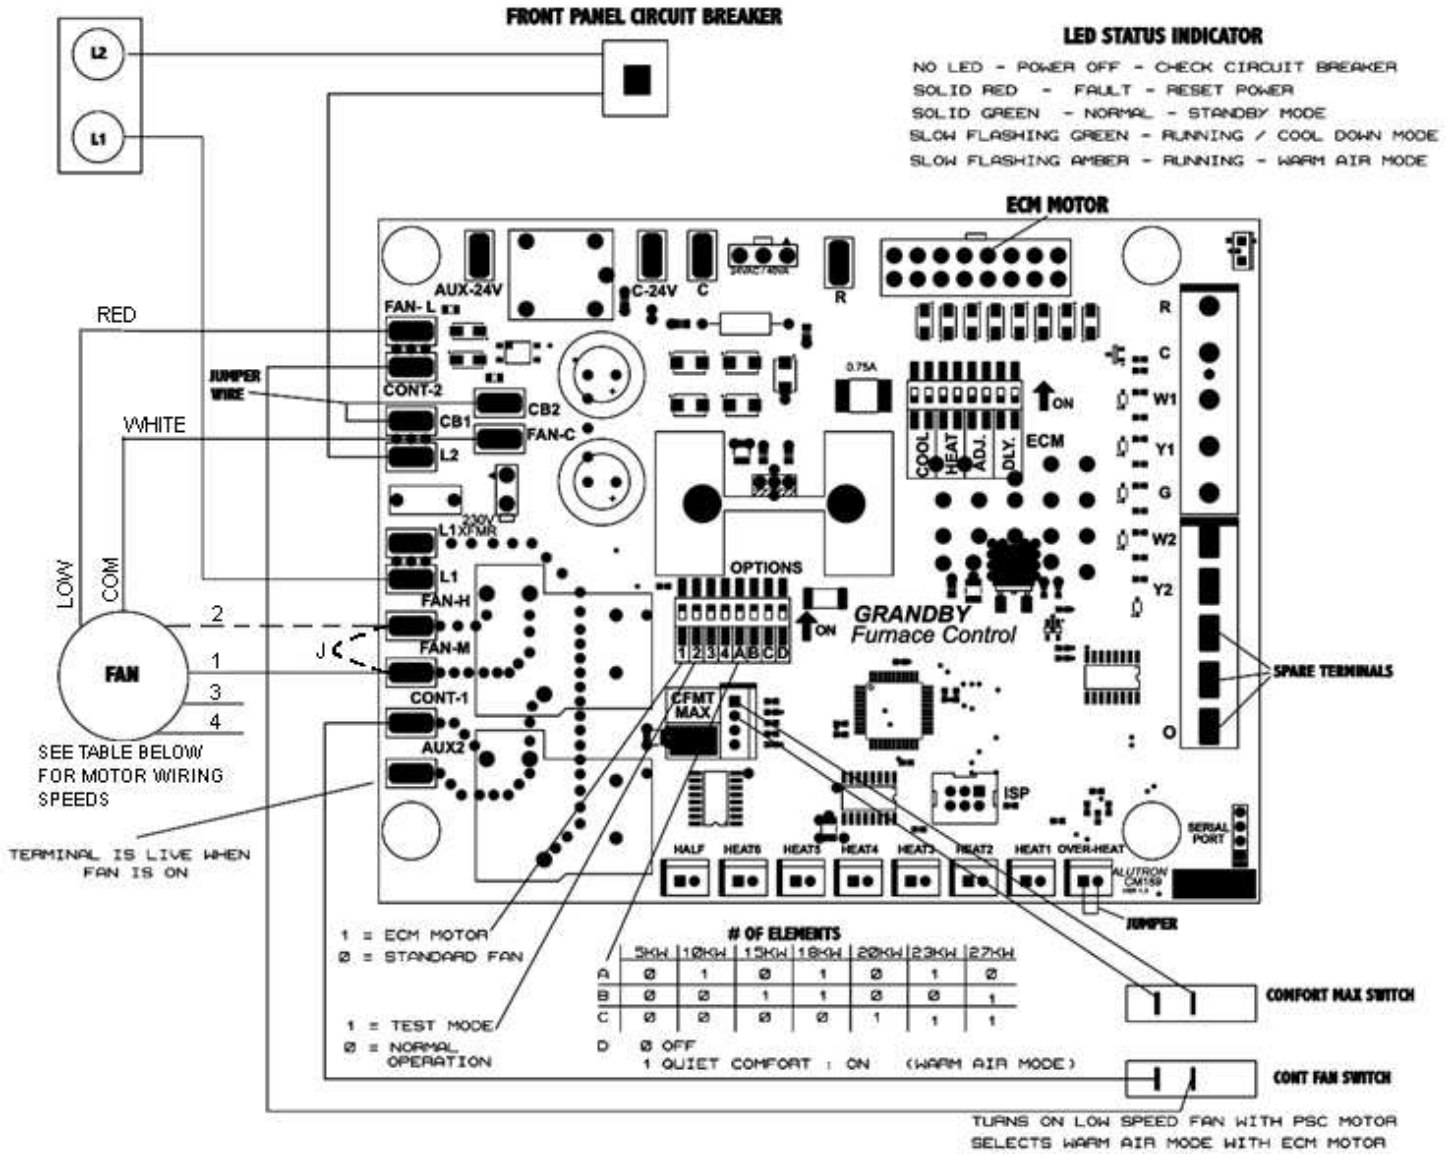 FRONT PANEL CIRCUIT BREAKER
L2
L1
LED STATUS INDICATOR
NO LED - POWER OFF - CHECK CIRCUIT BREAKER
SOLID RED - FAULT - RESET POWER
SOLID GREEN - NORMAL - STANDBY MODE
SLOW FLASHING GREEN - RUNNING / COOL DOWN MODE
SLOW FLASHING AMBER - RUNNING - WARM AIR MODE
ECM MOTOR
AUX-24V
C-24V
C
24VAC / 40VA
R
FAN- L
RED
CONT-2
JUMPER
WIRE
CB1
CB2
WHITE
FAN-C
L2
230V
XFMR
L1
L1
FAN-H
FAN-M
CONT-1
AUX2
LOW
COM
FAN
2
J
1
3
4
SEE TABLE BELOW
FOR MOTOR WIRING
SPEEDS
TERMINAL IS LIVE WHEN
FAN IS ON
0.75A
ON
COOL
HEAT
ADJ.
DLY.
ECM
R
C
W1
Y1
G
W2
Y2
O
SPARE TERMINALS
OPTIONS
ON
1 2 3 4 A B C D
GRANDBY
Furnace Control
CFMT
MAX
ISP
SERIAL
PORT
HALF HEAT6 HEAT5 HEAT4 HEAT3 HEAT2 HEAT1 OVER-HEAT
ALUTRON
CM189
JUMPER
1 = ECM MOTOR
Ø = STANDARD FAN
1 = TEST MODE
Ø = NORMAL
OPERATION
# OF ELEMENTS
5KW 10KW 15KW 18KW 20KW 23KW 27KW
A Ø 1 Ø 1 Ø 1 Ø
B Ø Ø 1 1 Ø Ø 1
C Ø Ø Ø Ø 1 1 1
D Ø OFF
1 QUIET COMFORT : ON (WARM AIR MODE)
COMFORT MAX SWITCH
CONT FAN SWITCH
TURNS ON LOW SPEED FAN WITH PSC MOTOR
SELECTS WARM AIR MODE WITH ECM MOTOR